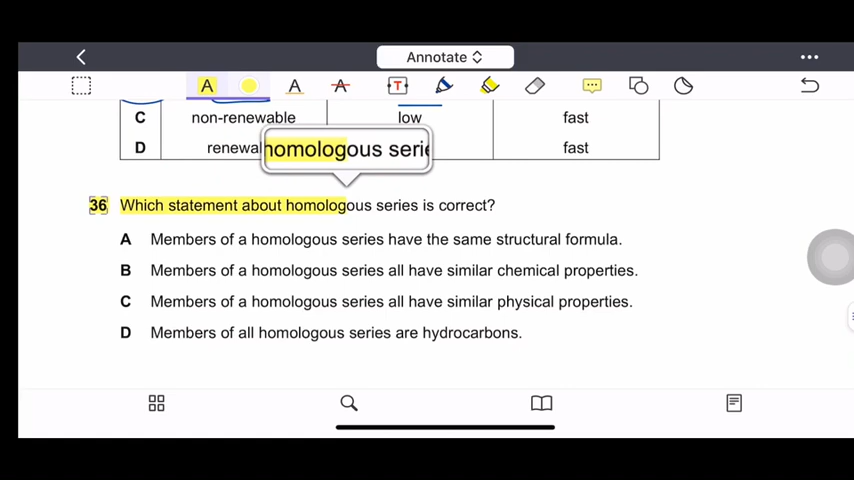 Annotate
A A A T
C non-renewable low fast
D renewal fast
homologous serie
36 Which statement about homologous series is correct?
A Members of a homologous series have the same structural formula.
B Members of a homologous series all have similar chemical properties.
C Members of a homologous series all have similar physical properties.
D Members of all homologous series are hydrocarbons.